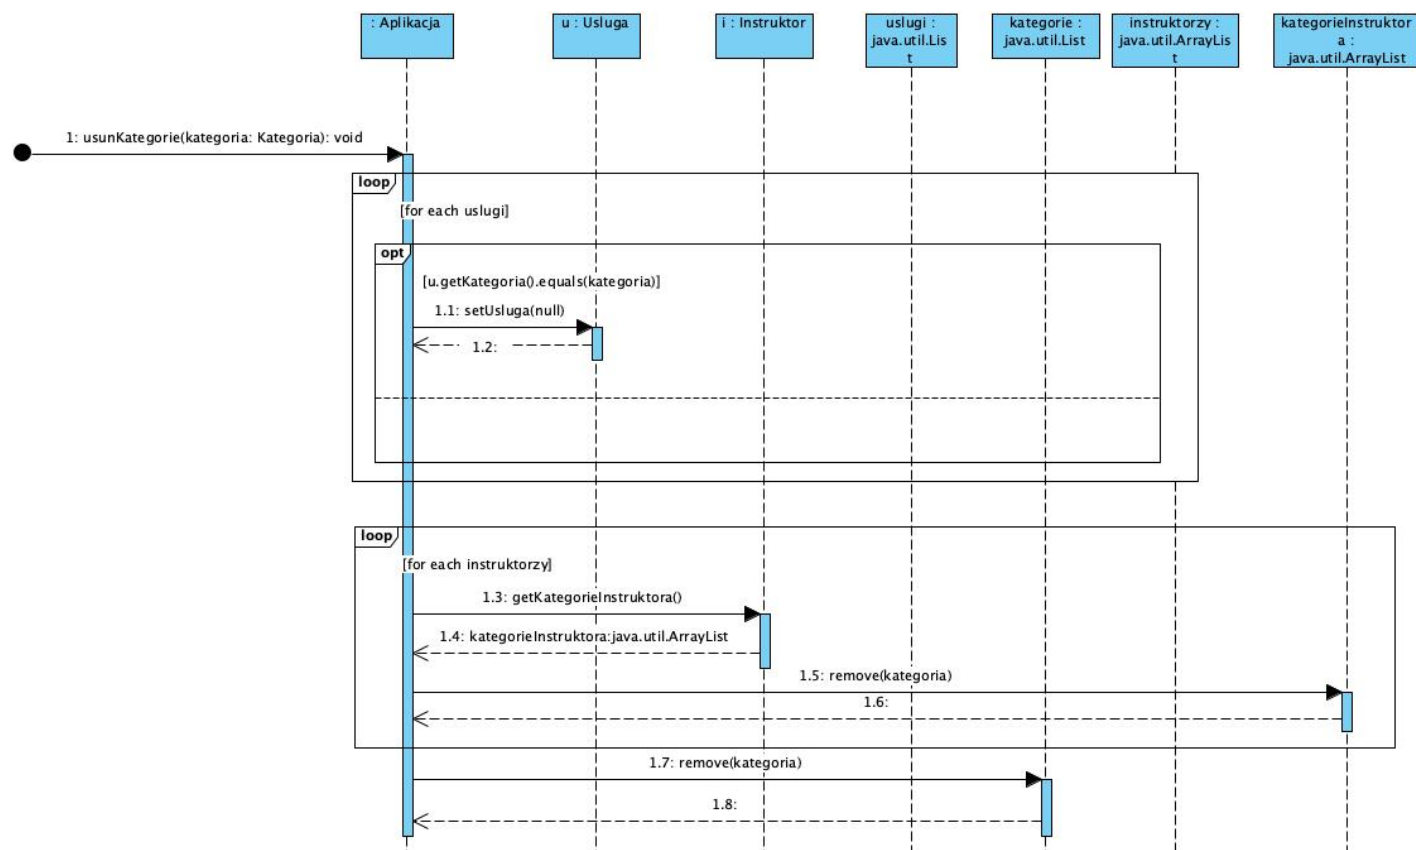 : Aplikacja
u : Usluga
i : Instruktor
uslugi :
java.util.Lis
t
kategorie :
java.util.List
instruktorzy :
java.util.ArrayLis
t
kategorieInstruktor
a :
java.util.ArrayList
1: usunKategorie(kategoria: Kategoria): void
loop
[for each uslugi]
opt
[u.getKategoria().equals(kategoria)]
1.1: setUsluga(null)
1.2:
loop
[for each instruktorzy]
1.3: getKategorieInstruktora()
1.4: kategorieInstruktora:java.util.ArrayList
1.5: remove(kategoria)
1.6:
1.7: remove(kategoria)
1.8: